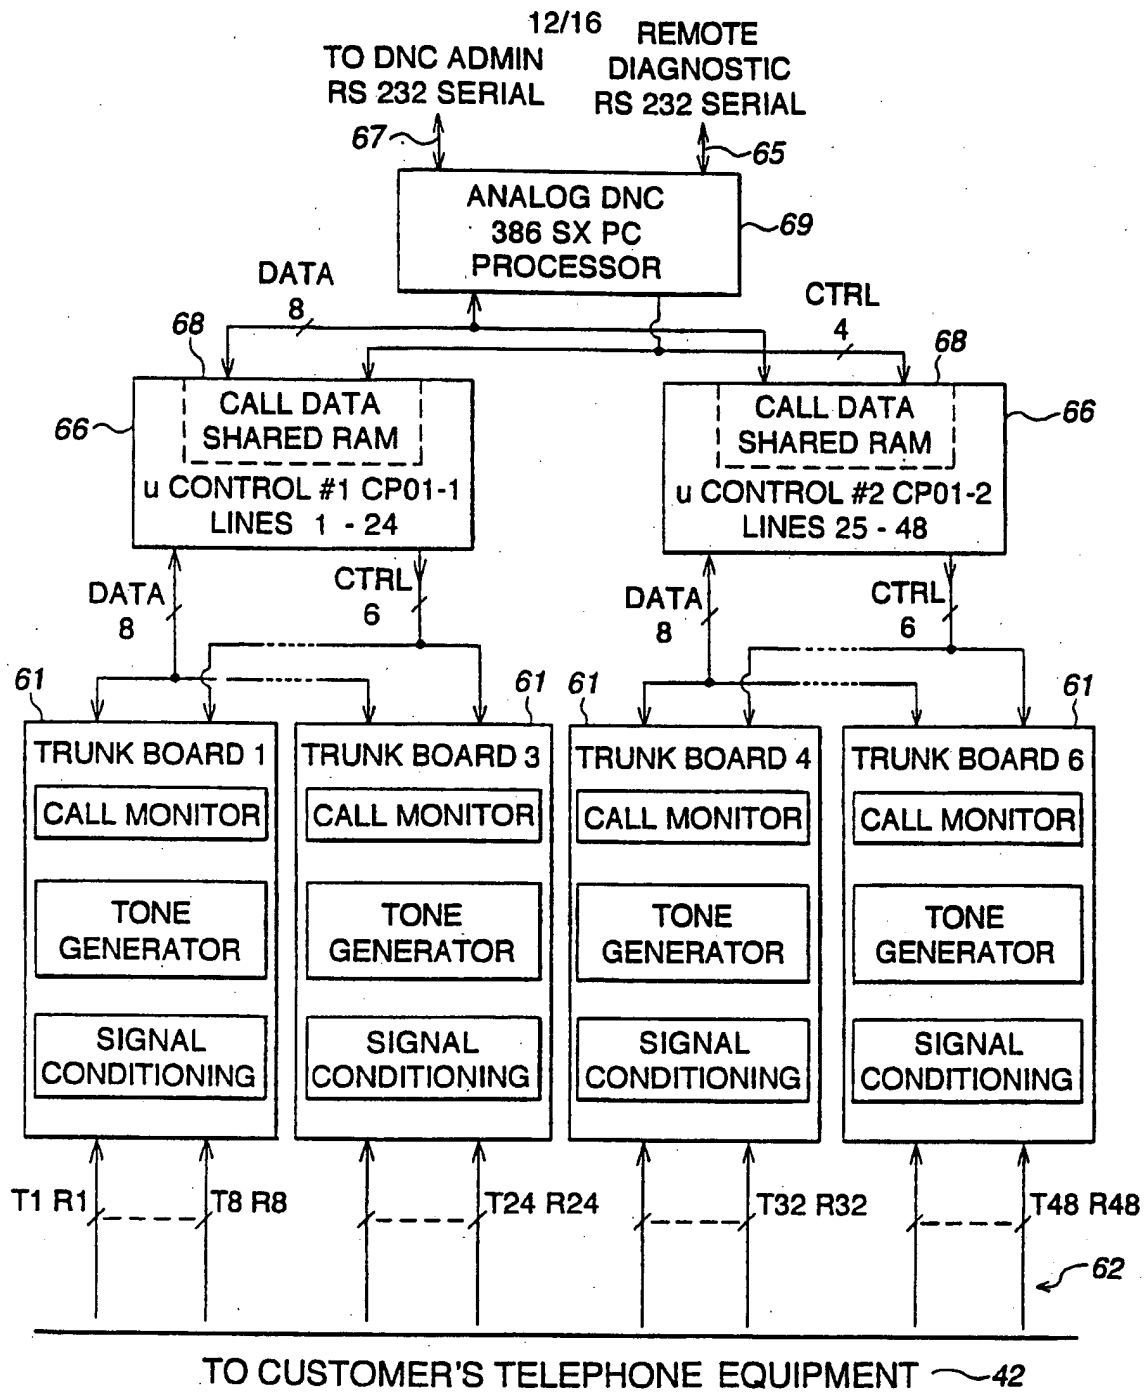 12/16
TO DNC ADMIN
RS 232 SERIAL
REMOTE
DIAGNOSTIC
RS 232 SERIAL
67
65
ANALOG DNC
386 SX PC
PROCESSOR
69
DATA
8
CTRL
4
68
68
CALL DATA
SHARED RAM
66
u CONTROL #1 CP01-1
LINES 1 - 24
CALL DATA
SHARED RAM
66
u CONTROL #2 CP01-2
LINES 25 - 48
DATA
8
CTRL
6
DATA
8
CTRL
6
61
61
61
61
TRUNK BOARD 1
CALL MONITOR
TONE
GENERATOR
SIGNAL
CONDITIONING
TRUNK BOARD 3
CALL MONITOR
TONE
GENERATOR
SIGNAL
CONDITIONING
TRUNK BOARD 4
CALL MONITOR
TONE
GENERATOR
SIGNAL
CONDITIONING
TRUNK BOARD 6
CALL MONITOR
TONE
GENERATOR
SIGNAL
CONDITIONING
T1 R1
T8 R8
T24 R24
T32 R32
T48 R48
62
TO CUSTOMER'S TELEPHONE EQUIPMENT
42